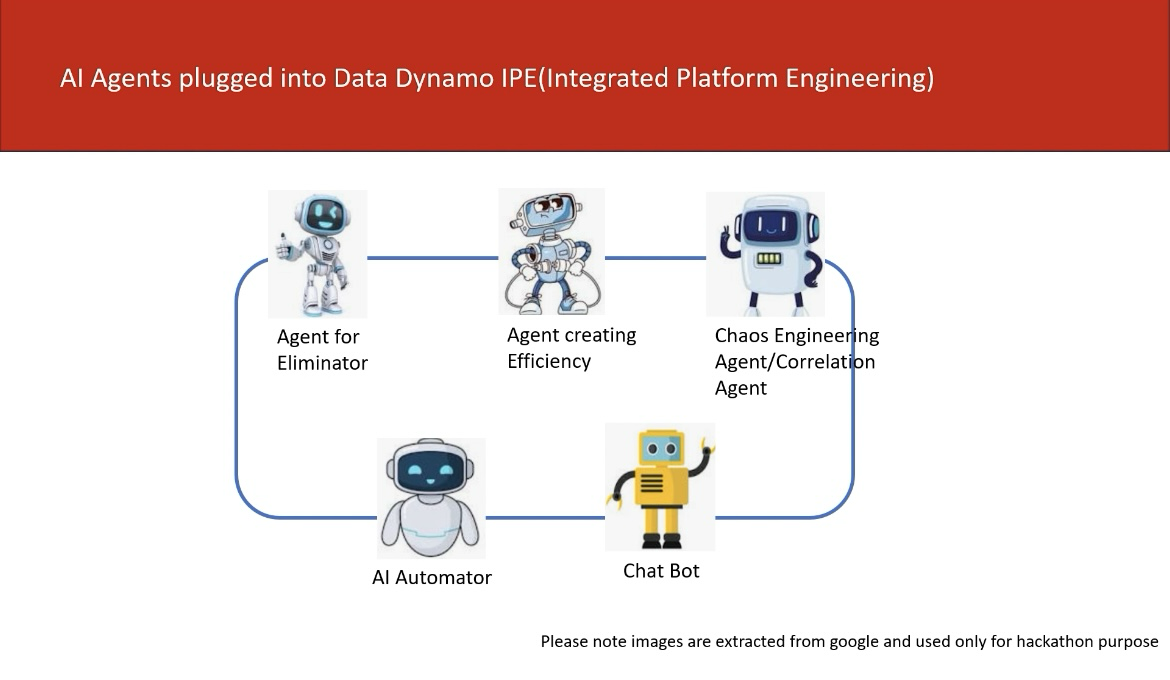 AI Agents plugged into Data Dynamo IPE(Integrated Platform Engineering)
Agent for
Eliminator
Agent creating
Efficiency
Chaos Engineering
Agent/Correlation
Agent
AI Automator
Chat Bot
Please note images are extracted from google and used only for hackathon purpose